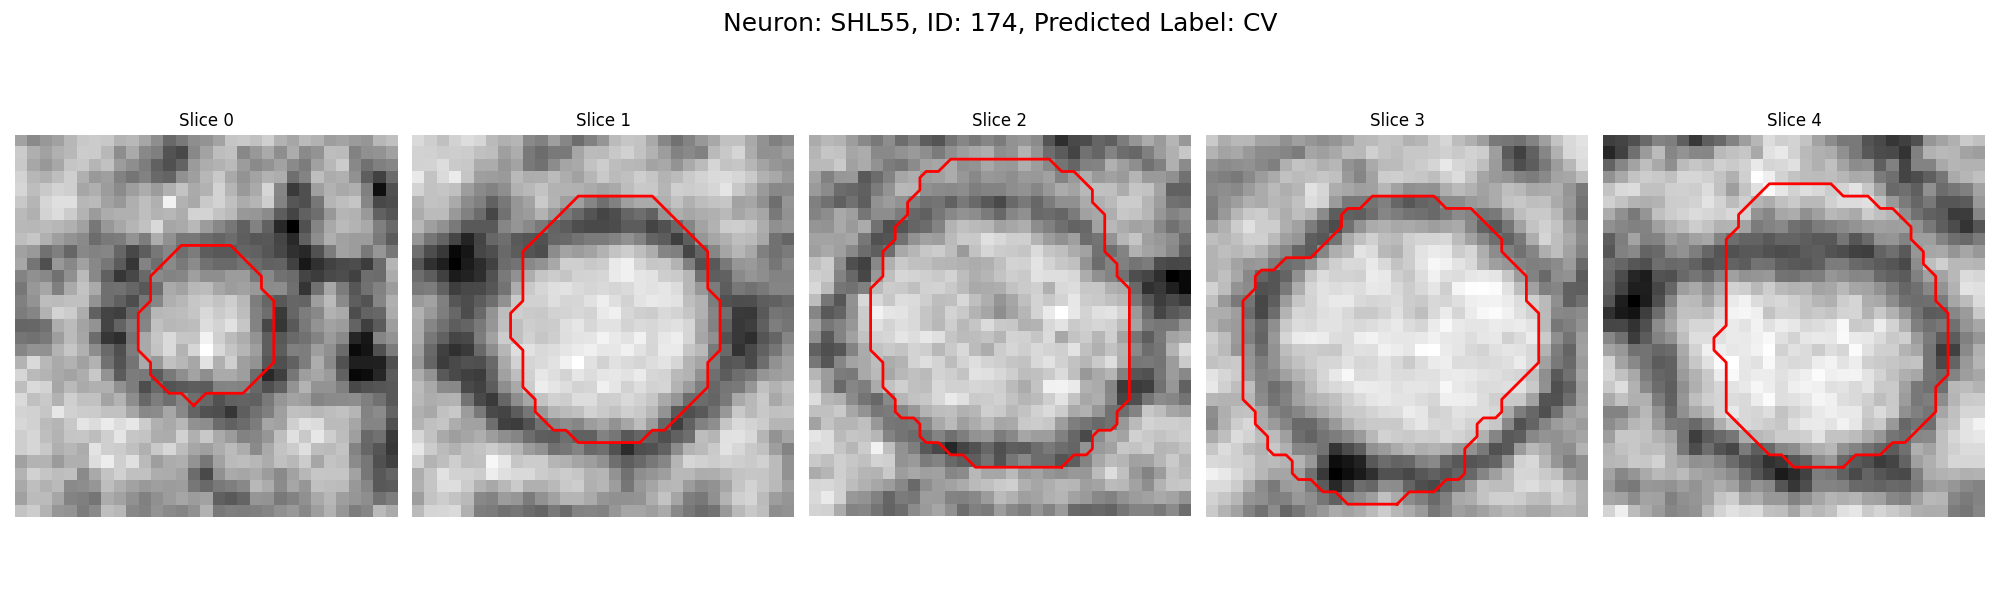 Neuron: SHL55, ID: 174, Predicted Label: CV
Slice 0
Slice 1
Slice 2
Slice 3
Slice 4